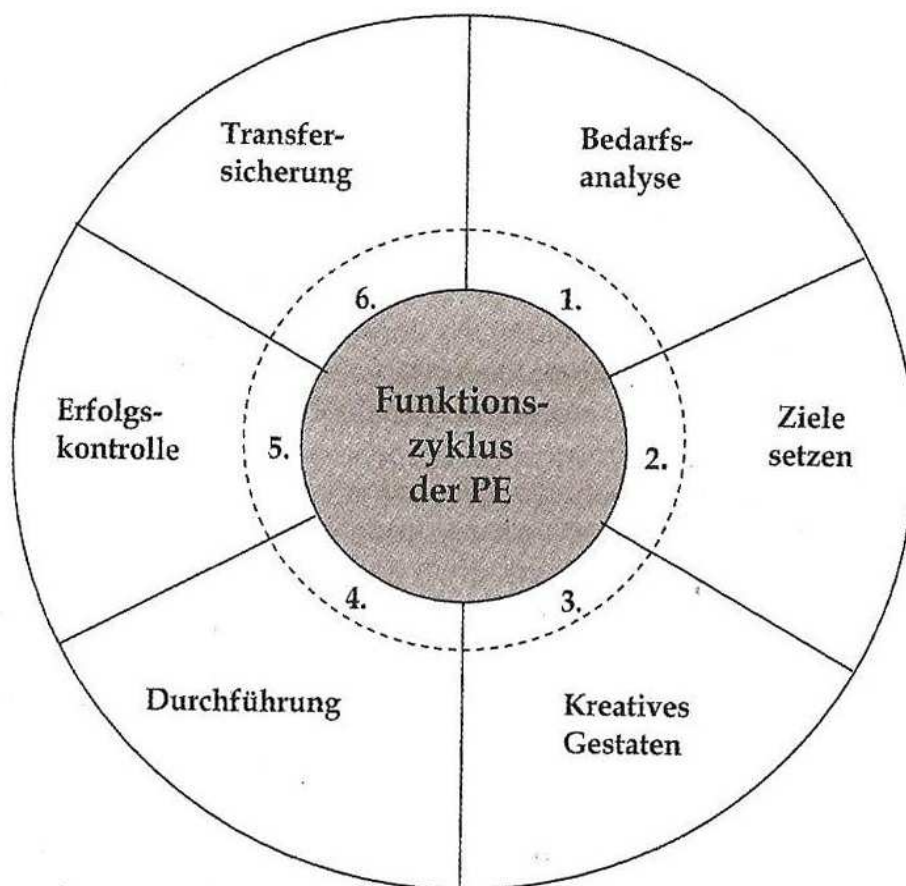 Transfer-
sicherung
Bedarfs-
analyse
6.
1.
Funktions-
zyklus
der PE
Erfolgs-
kontrolle
5.
2.
Ziele
setzen
4.
3.
Durchführung
Kreatives
Gestaten